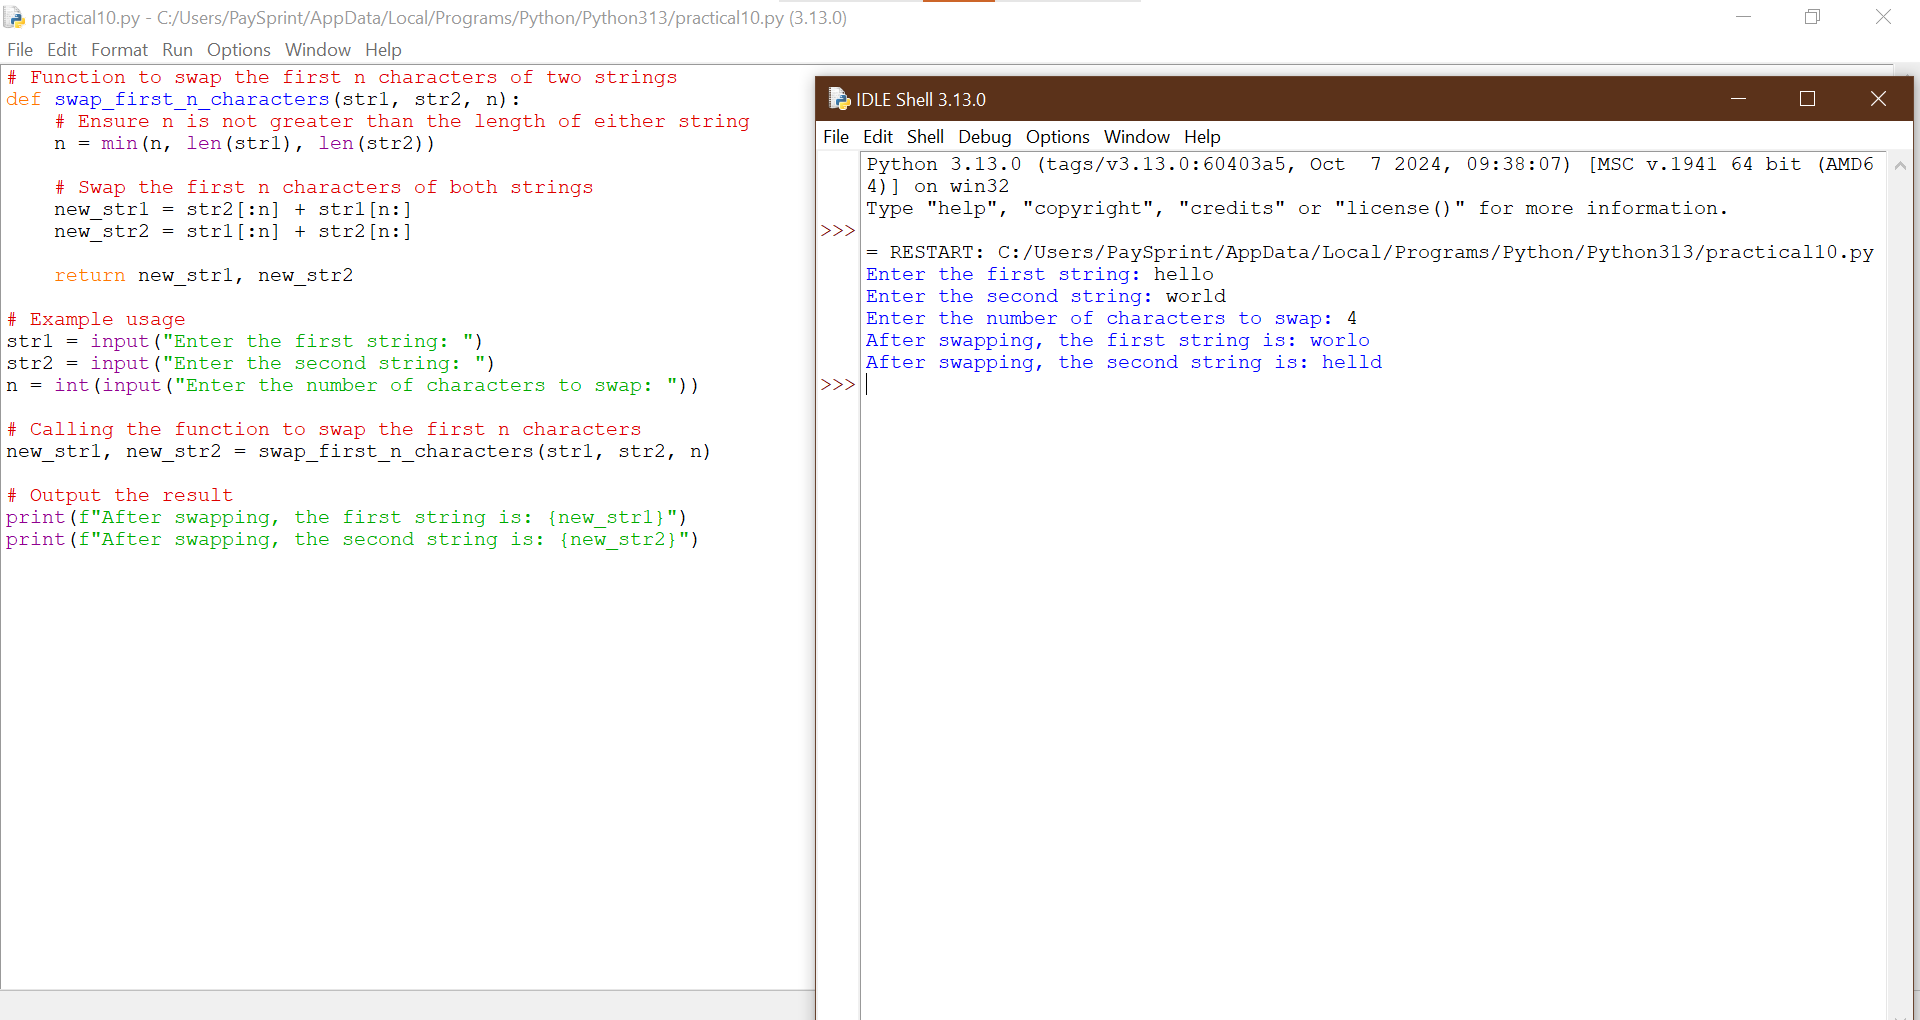 practical10.py - C:/Users/PaySprint/AppData/Local/Programs/Python/Python313/practical10.py (3.13.0)
File Edit Format Run Options Window Help
# Function to swap the first n characters of two strings
def swap_first_n_characters(str1, str2, n):
    # Ensure n is not greater than the length of either string
    n = min(n, len(str1), len(str2))
    # Swap the first n characters of both strings
    new_str1 = str2[:n] + str1[n:]
    new_str2 = str1[:n] + str2[n:]
    return new_str1, new_str2
# Example usage
str1 = input("Enter the first string: ")
str2 = input("Enter the second string: ")
n = int(input("Enter the number of characters to swap: "))
# Calling the function to swap the first n characters
new_str1, new_str2 = swap_first_n_characters(str1, str2, n)
# Output the result
print(f"After swapping, the first string is: {new_str1}")
print(f"After swapping, the second string is: {new_str2}")
IDLE Shell 3.13.0
File Edit Shell Debug Options Window Help
Python 3.13.0 (tags/v3.13.0:60403a5, Oct  7 2024, 09:38:07) [MSC v.1941 64 bit (AMD6
4)] on win32
Type "help", "copyright", "credits" or "license()" for more information.
>>>
= RESTART: C:/Users/PaySprint/AppData/Local/Programs/Python/Python313/practical10.py
Enter the first string: hello
Enter the second string: world
Enter the number of characters to swap: 4
After swapping, the first string is: worlo
After swapping, the second string is: helld
>>>